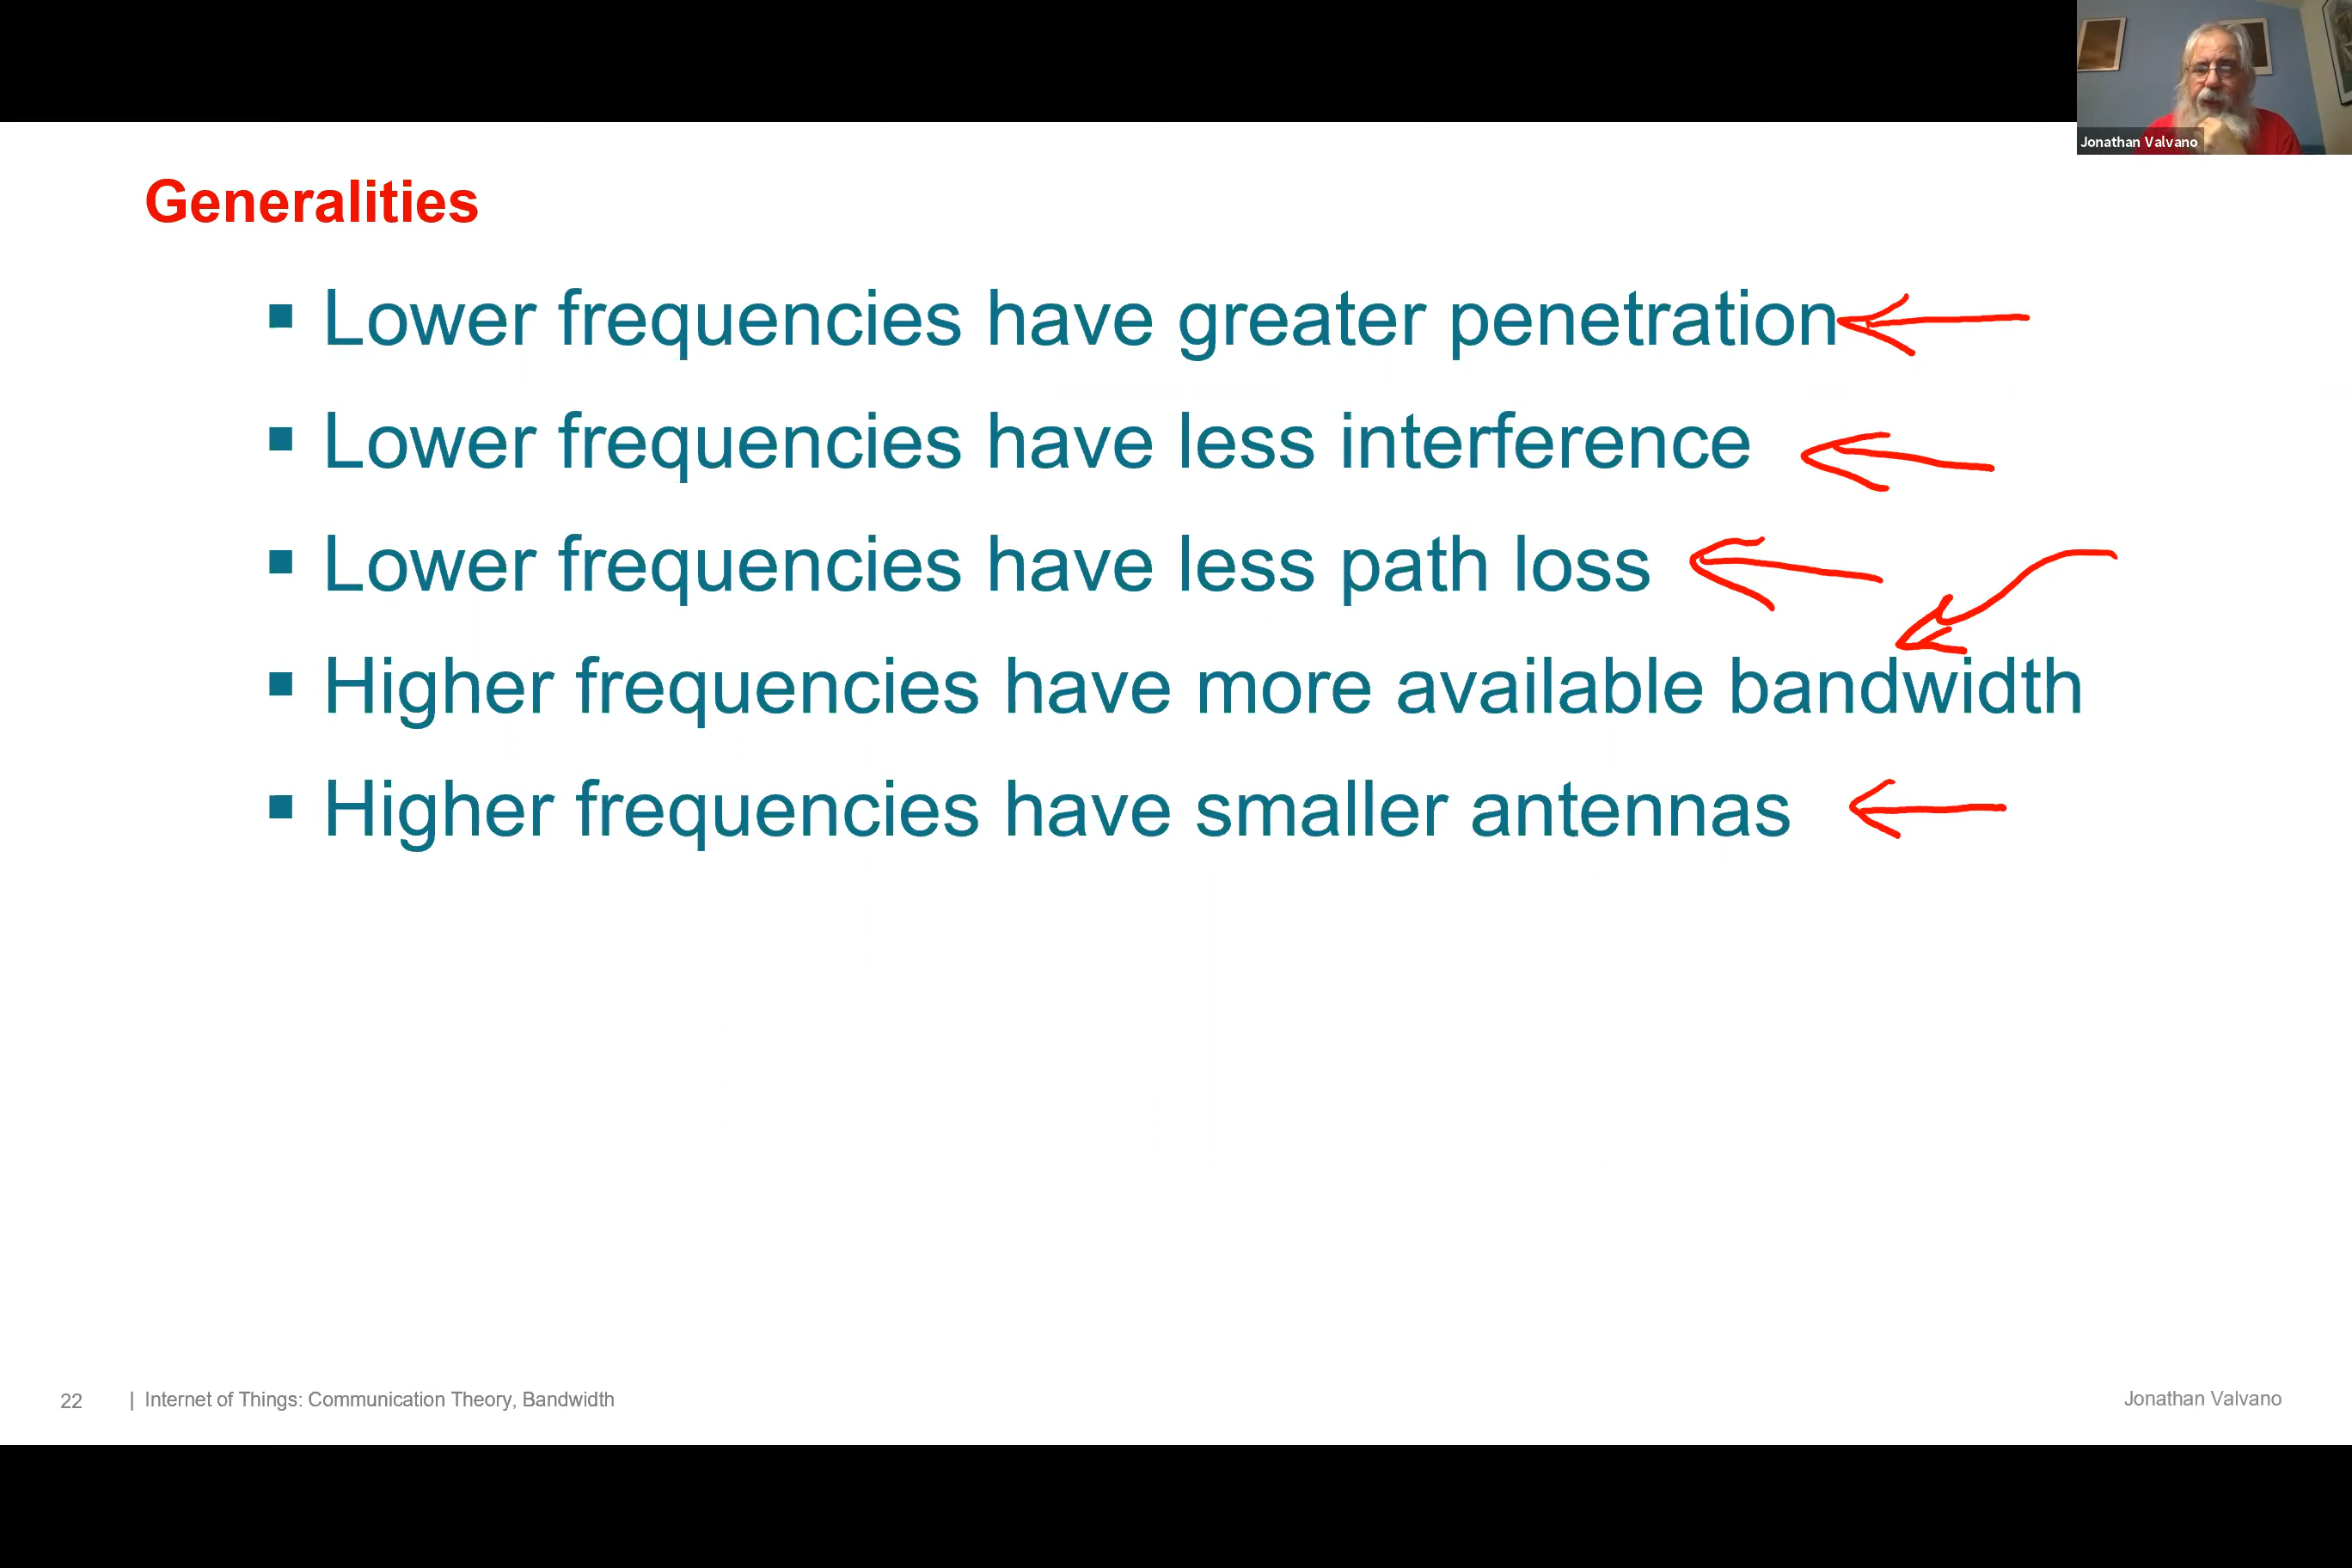 Jonathan Valvano
Generalities
▪ Lower frequencies have greater penetration
▪ Lower frequencies have less interference
▪ Lower frequencies have less path loss
▪ Higher frequencies have more available bandwidth
▪ Higher frequencies have smaller antennas
22 | Internet of Things: Communication Theory, Bandwidth
Jonathan Valvano